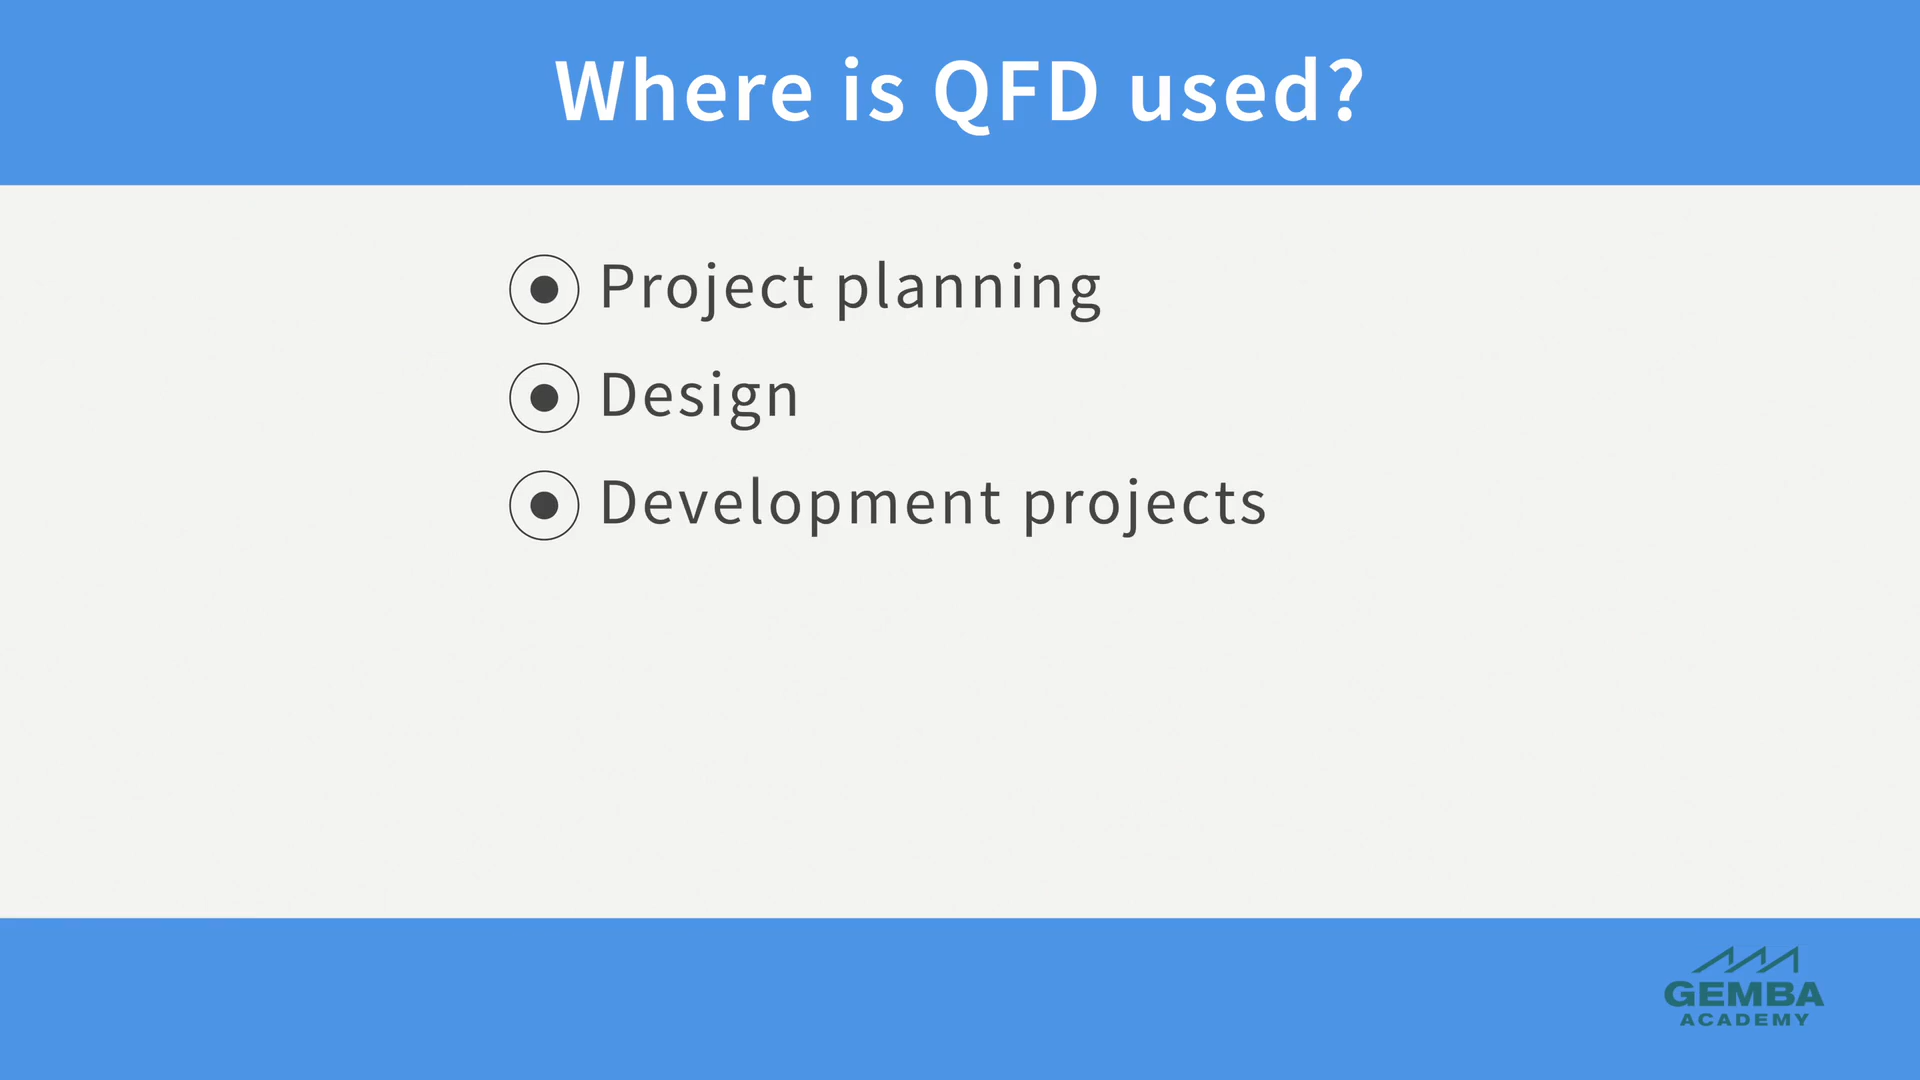 Where is QFD used?
Project planning
Design
Development projects
GEMBA
ACADEMY